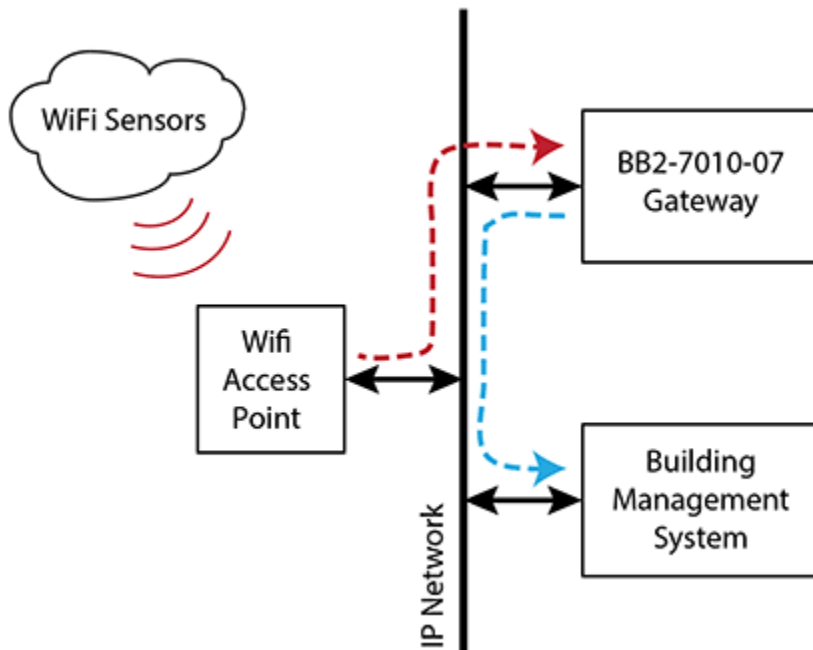 WiFi Sensors
BB2-7010-07
Gateway
Wifi
Access
Point
Building
Management
System
IP Network